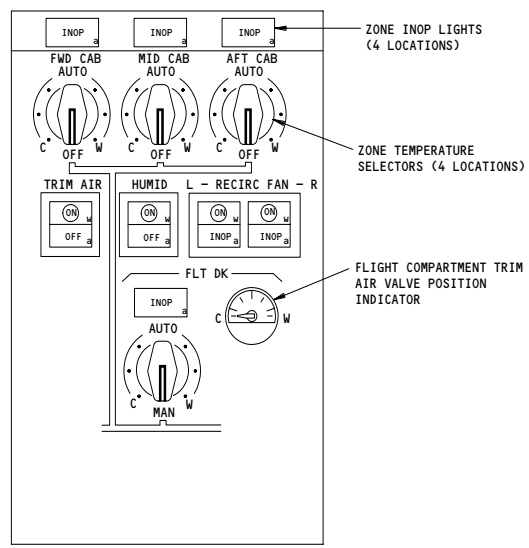 INOP a INOP a INOP a
ZONE INOP LIGHTS
(4 LOCATIONS)
FWD CAB MID CAB AFT CAB
AUTO AUTO AUTO
C W C W C W
OFF OFF OFF
ZONE TEMPERATURE
SELECTORS (4 LOCATIONS)
TRIM AIR HUMID L - RECIRC FAN - R
ON W ON W ON W ON W
OFF a OFF a INOP a INOP a
FLT DK
INOP a
C W
FLIGHT COMPARTMENT TRIM
AIR VALVE POSITION
INDICATOR
AUTO
C W
MAN